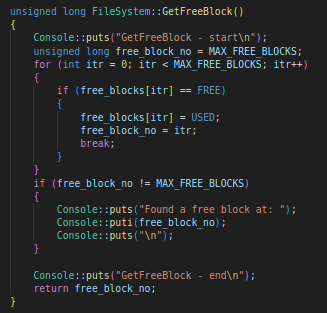 unsigned long FileSystem::GetFreeBlock()
{
    Console::puts("GetFreeBlock - start\n");
    unsigned long free_block_no = MAX_FREE_BLOCKS;
    for (int itr = 0; itr < MAX_FREE_BLOCKS; itr++)
    {
        if (free_blocks[itr] == FREE)
        {
            free_blocks[itr] = USED;
            free_block_no = itr;
            break;
        }
    }
    if (free_block_no != MAX_FREE_BLOCKS)
    {
        Console::puts("Found a free block at: ");
        Console::puti(free_block_no);
        Console::puts("\n");
    }

    Console::puts("GetFreeBlock - end\n");
    return free_block_no;
}